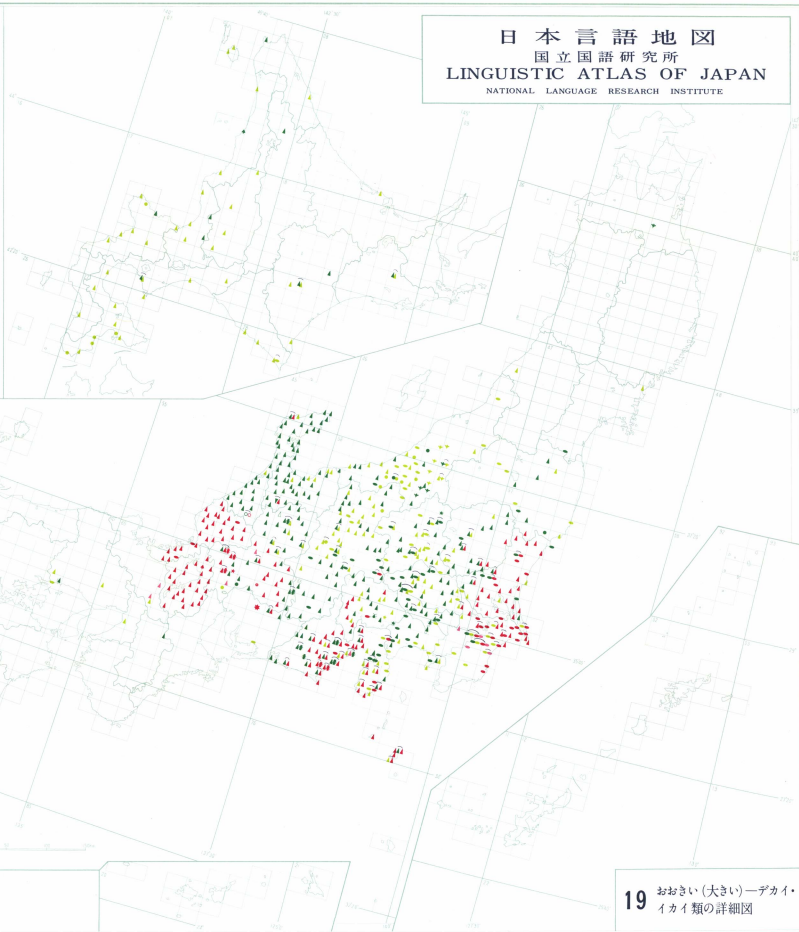 日本言語地図
国立国語研究所
LINGUISTIC ATLAS OF JAPAN
NATIONAL LANGUAGE RESEARCH INSTITUTE
19 おおきい(大きい)―デカイ・
イカイ類の詳細図